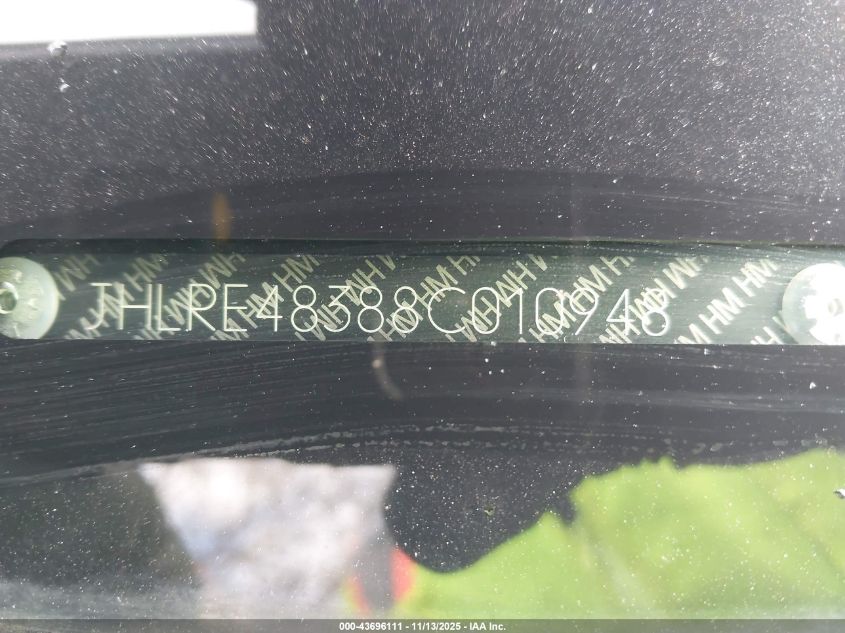 JHLRE48388C010948
000-43696111 - 11/13/2025 - IAA Inc.